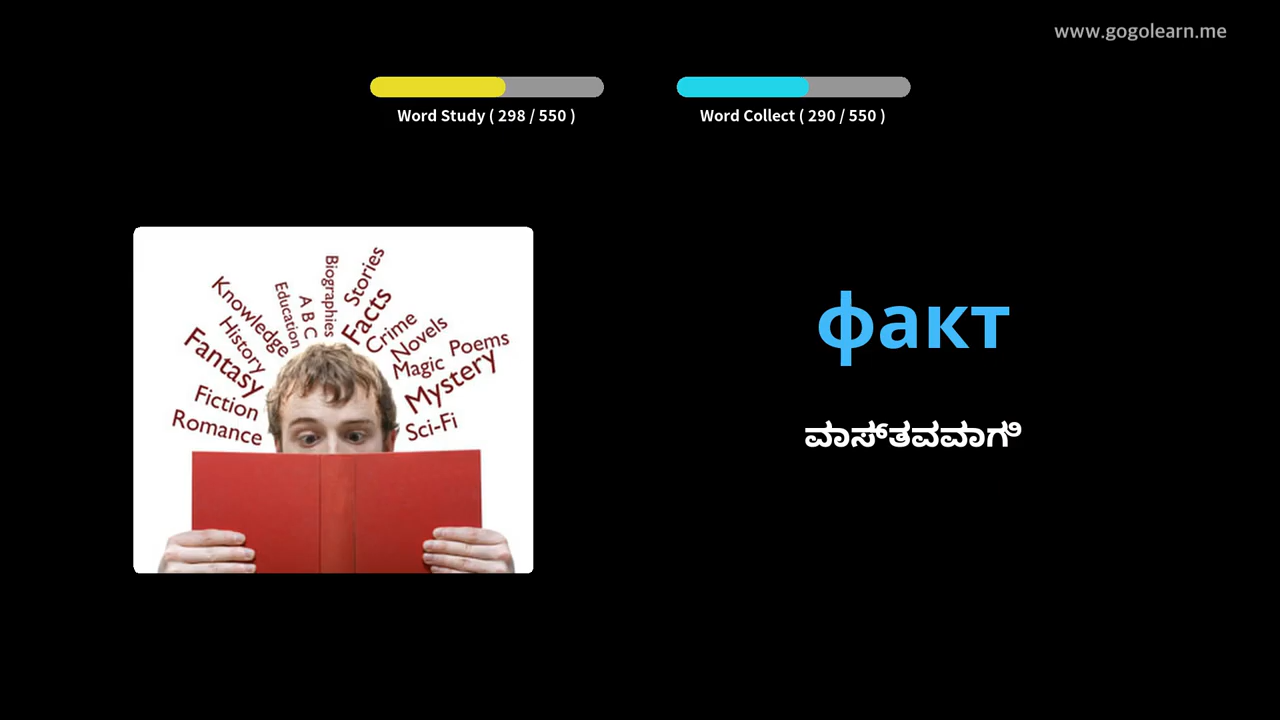 www.gogolearn.me
Word Study ( 298 / 550 )
Word Collect ( 290 / 550 )
Knowledge
Education
A B C
Biographies
Stories
Facts
Crime
Novels
Poems
Magic
Mystery
Sci-Fi
History
Fantasy
Fiction
Romance
факт
ವಾಸ್ತವವಾಗಿ